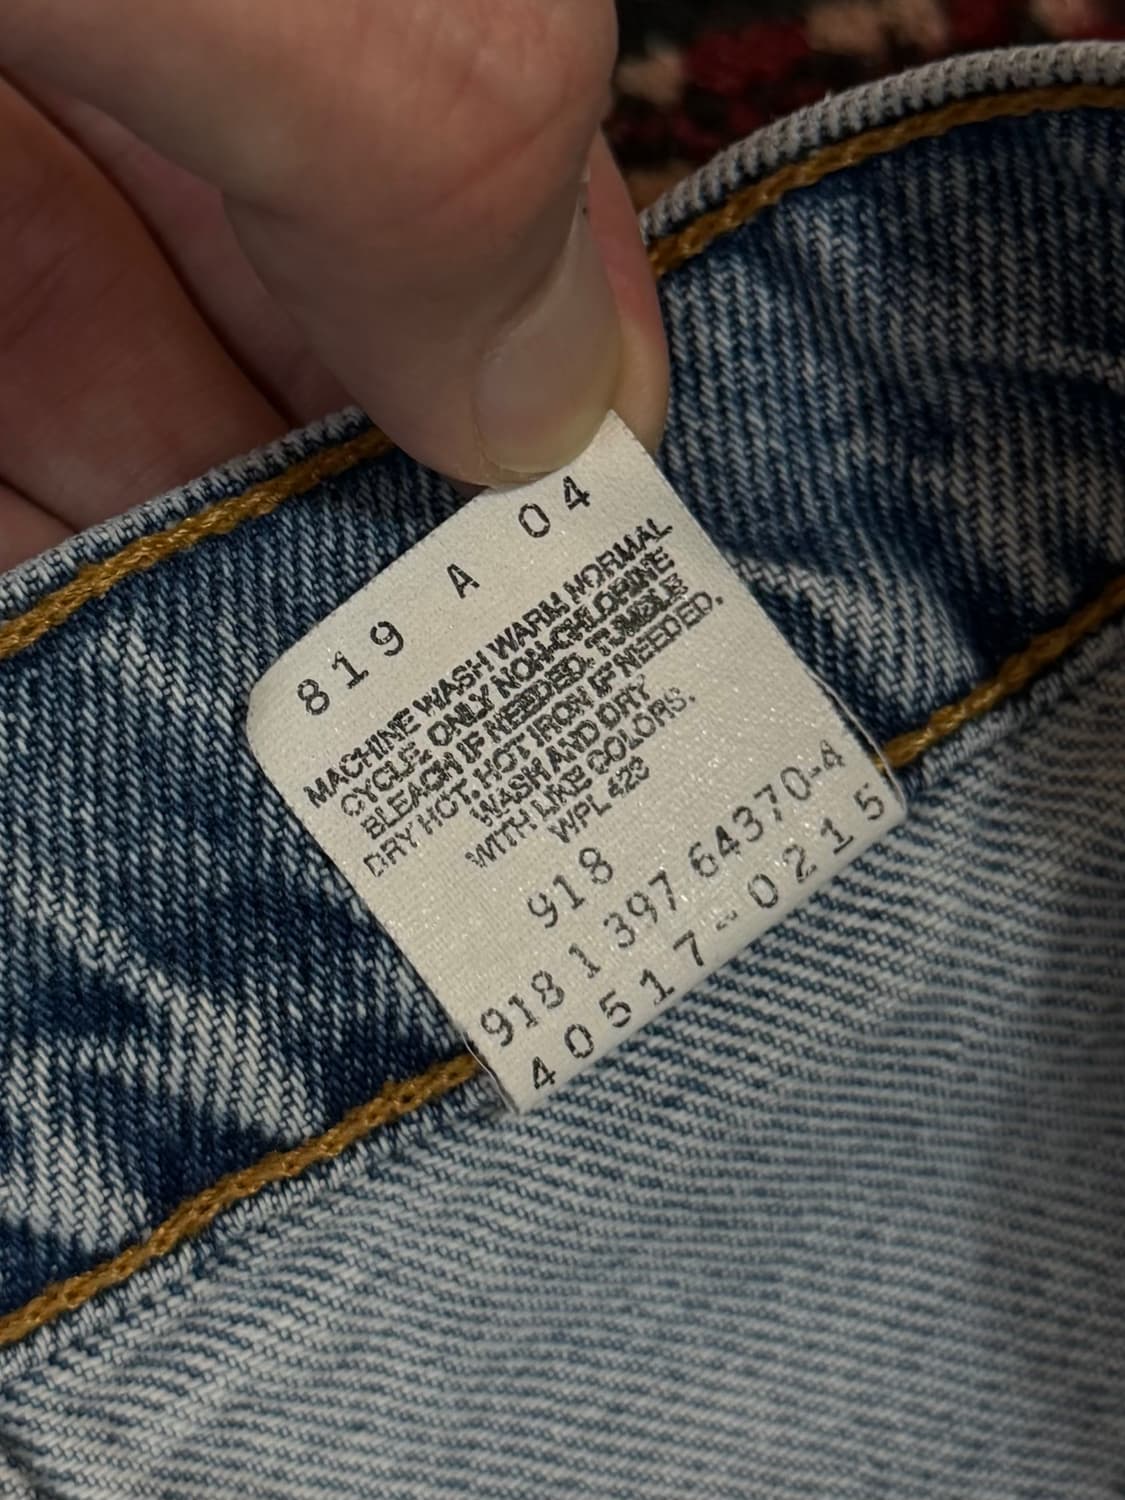 819 A 04
MACHINE WASH WARM NORMAL
CYCLE. ONLY NON-CHLORINE
BLEACH IF NEEDED. TUMBLE
DRY HOT. HOT IRON IF NEEDED.
WASH AND DRY
WITH LIKE COLORS.
WPL 423
918
918 1 397 64370-4
40517-0215